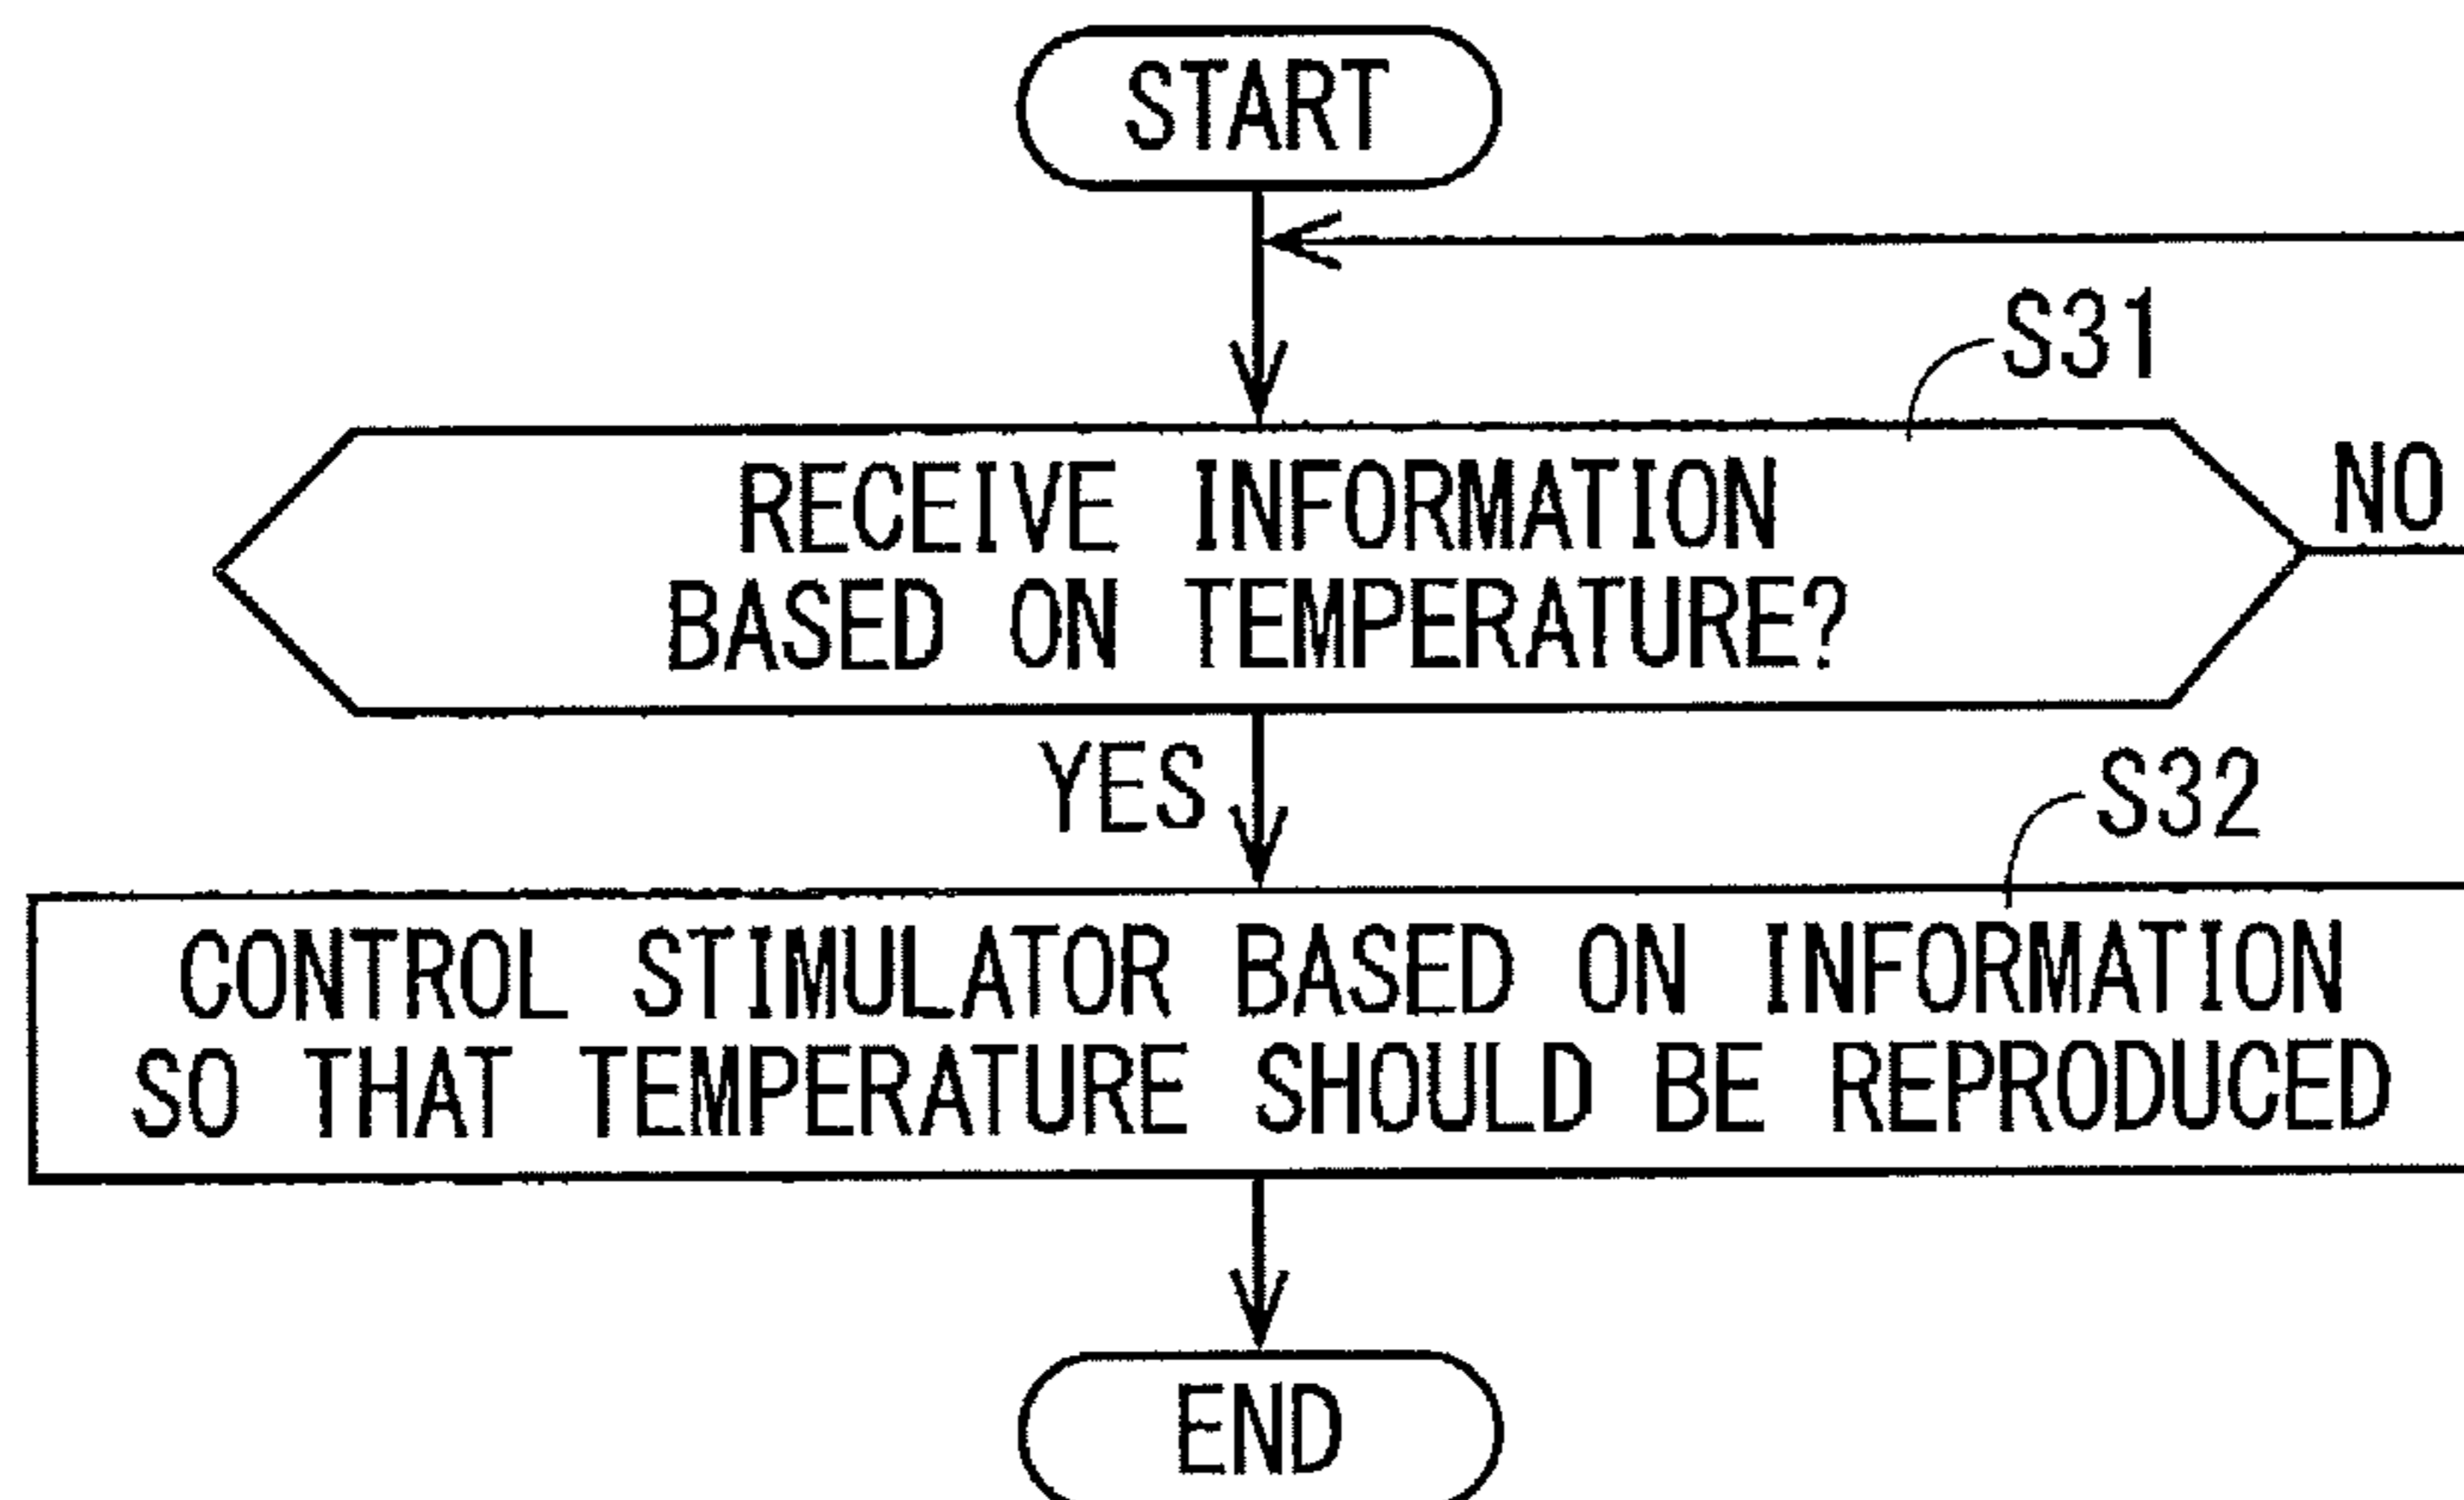 START
S31
RECEIVE INFORMATION
BASED ON TEMPERATURE?
NO
YES
S32
CONTROL STIMULATOR BASED ON INFORMATION
SO THAT TEMPERATURE SHOULD BE REPRODUCED
END